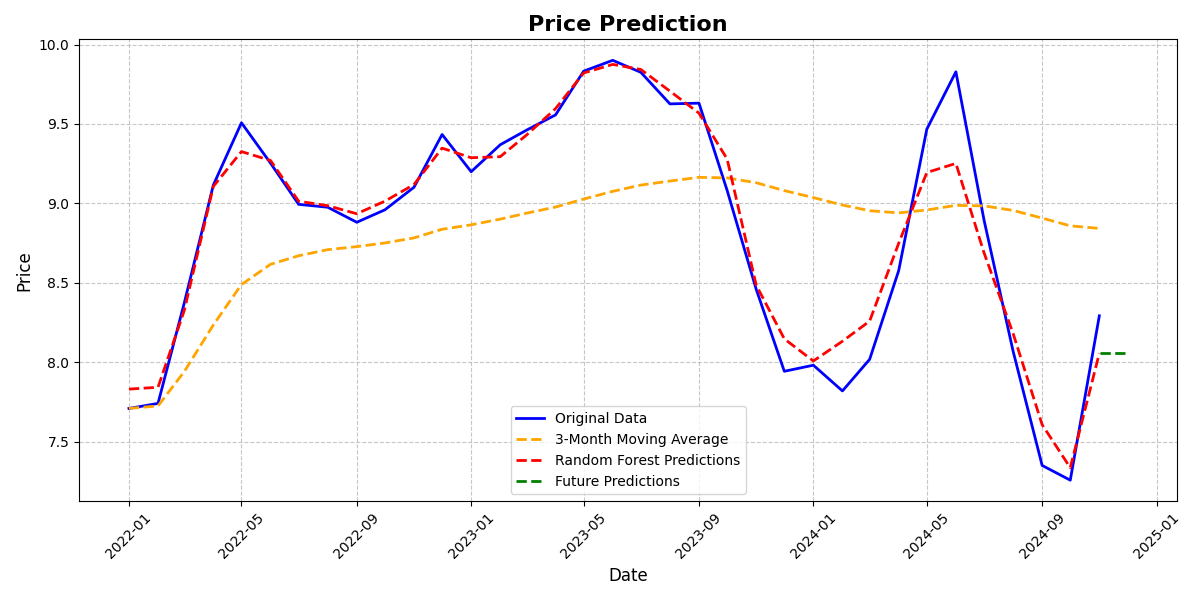 Price Prediction
Price
10.0
9.5
9.0
8.5
8.0
7.5
Original Data
3-Month Moving Average
Random Forest Predictions
Future Predictions
2022-01
2022-05
2022-09
2023-01
2023-05
2023-09
2024-01
2024-05
2024-09
2025-01
Date